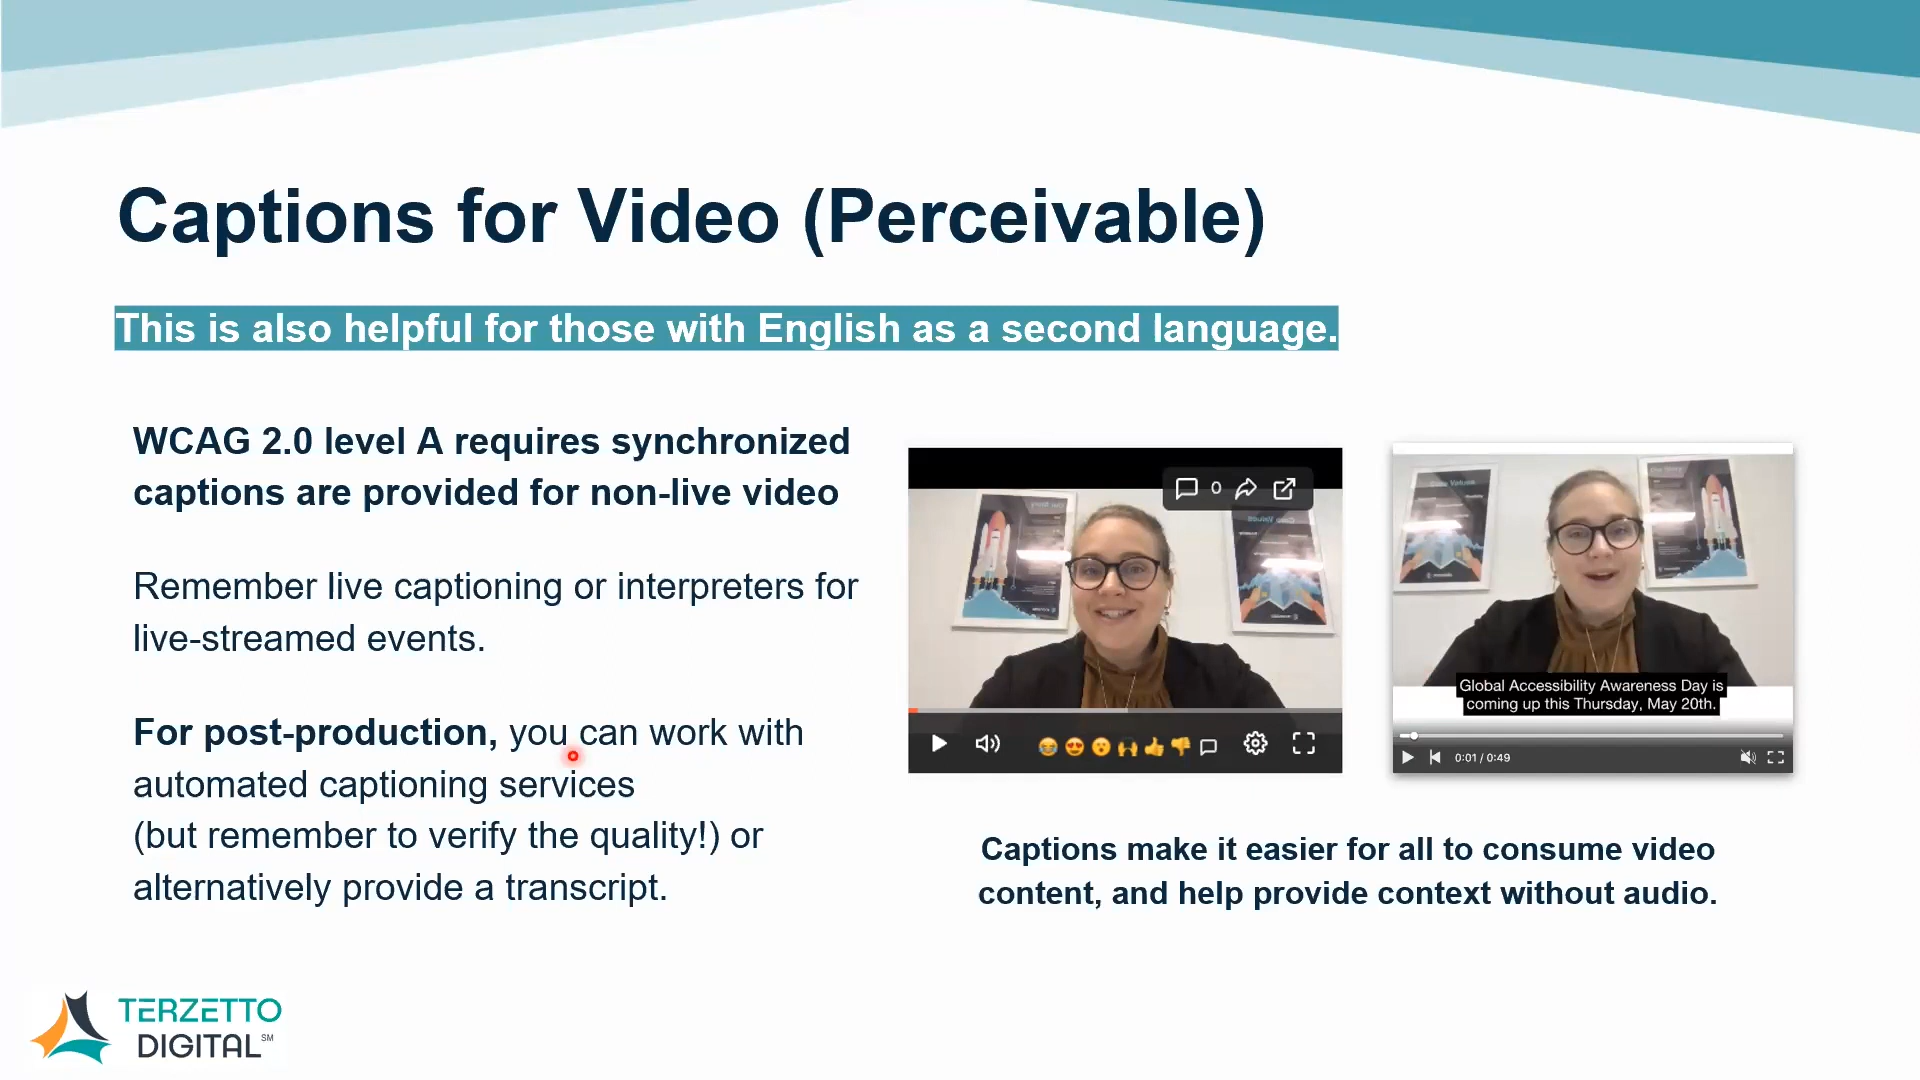 Captions for Video (Perceivable)
This is also helpful for those with English as a second language.
WCAG 2.0 level A requires synchronized
captions are provided for non-live video
Remember live captioning or interpreters for
live-streamed events.
For post-production, you can work with
automated captioning services
(but remember to verify the quality!) or
alternatively provide a transcript.
0
Global Accessibility Awareness Day is
coming up this Thursday, May 20th.
0:01 / 0:49
Captions make it easier for all to consume video
content, and help provide context without audio.
TERZETTO
DIGITAL℠